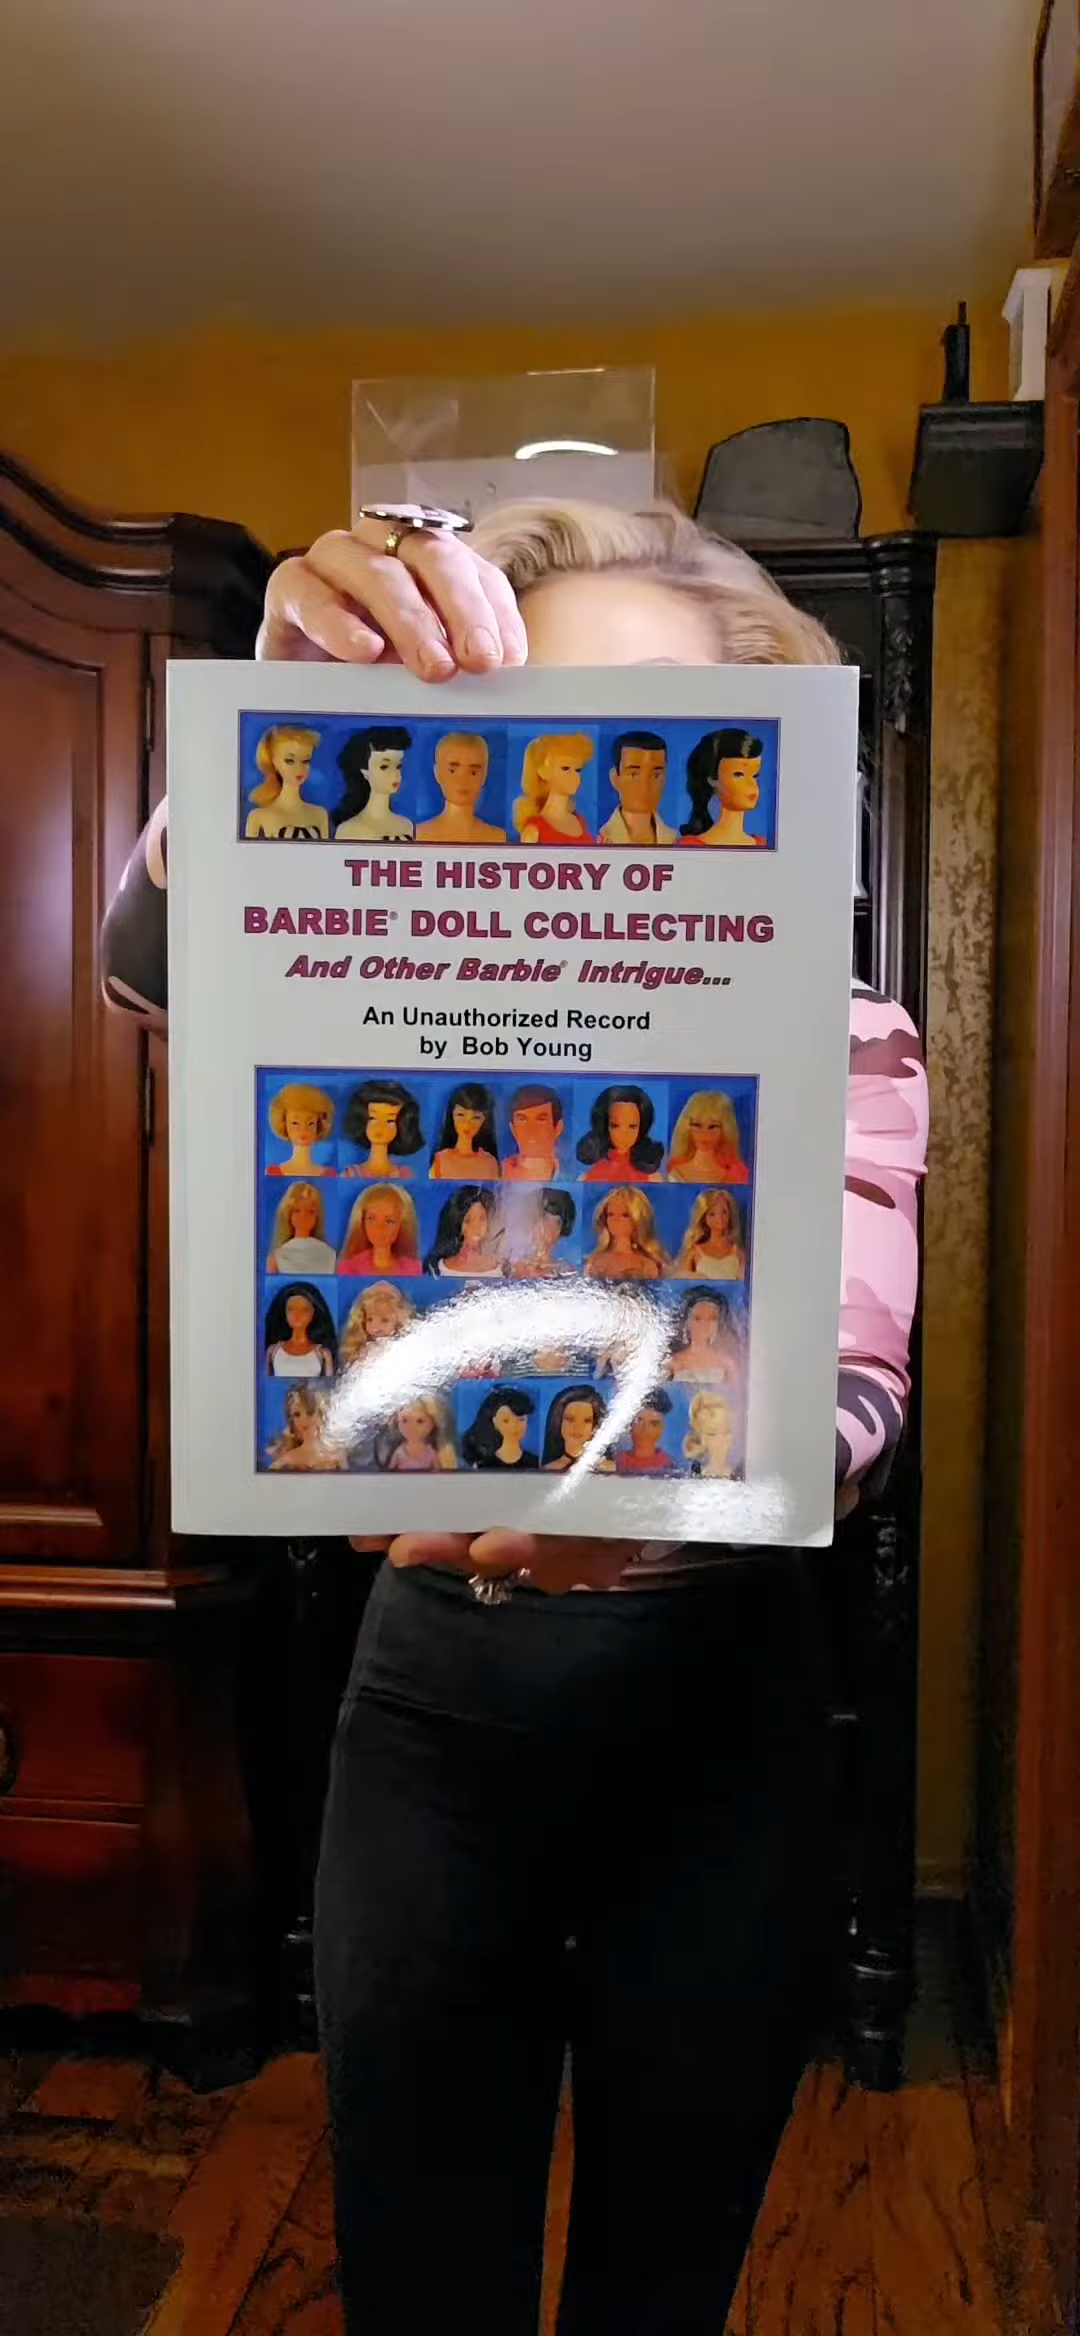 THE HISTORY OF
BARBIE® DOLL COLLECTING
And Other Barbie® Intrigue...
An Unauthorized Record
by Bob Young